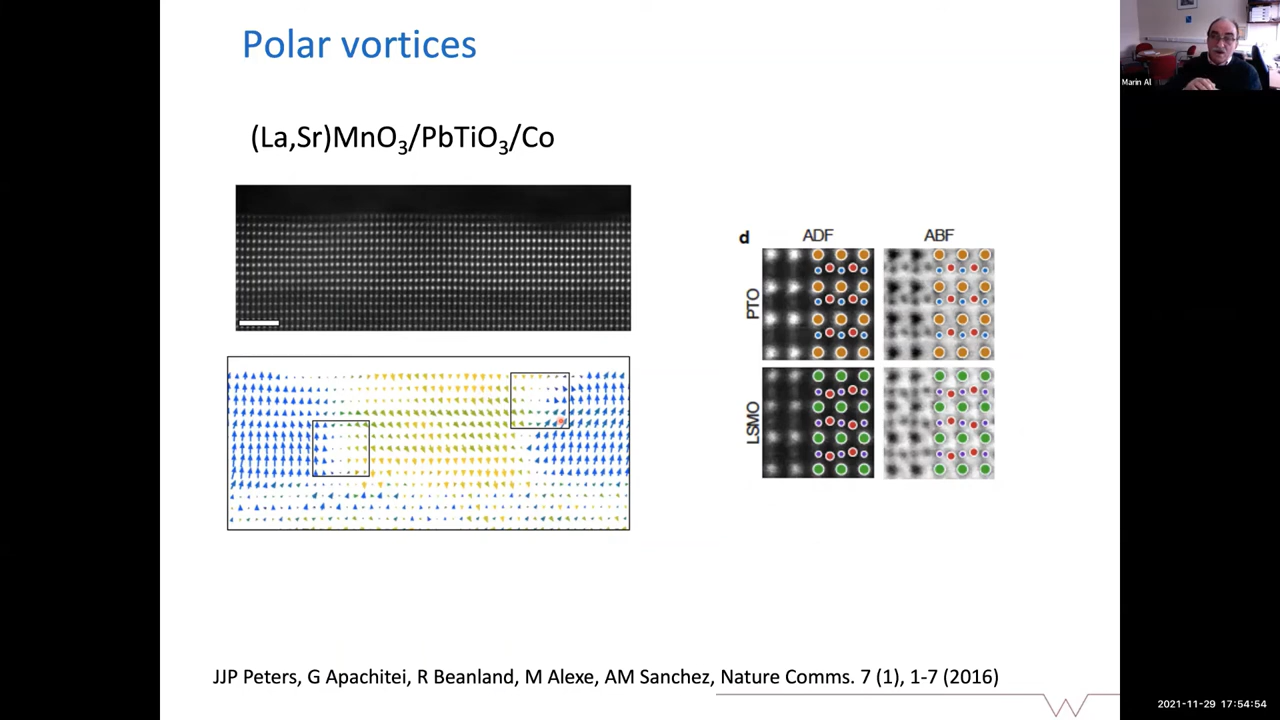 Polar vortices
(La,Sr)MnO₃/PbTiO₃/Co
d
ADF
ABF
PTO
LSMO
JJP Peters, G Apachitei, R Beanland, M Alexe, AM Sanchez, Nature Comms. 7 (1), 1-7 (2016)
Marin Al
2021-11-29 17:54:54